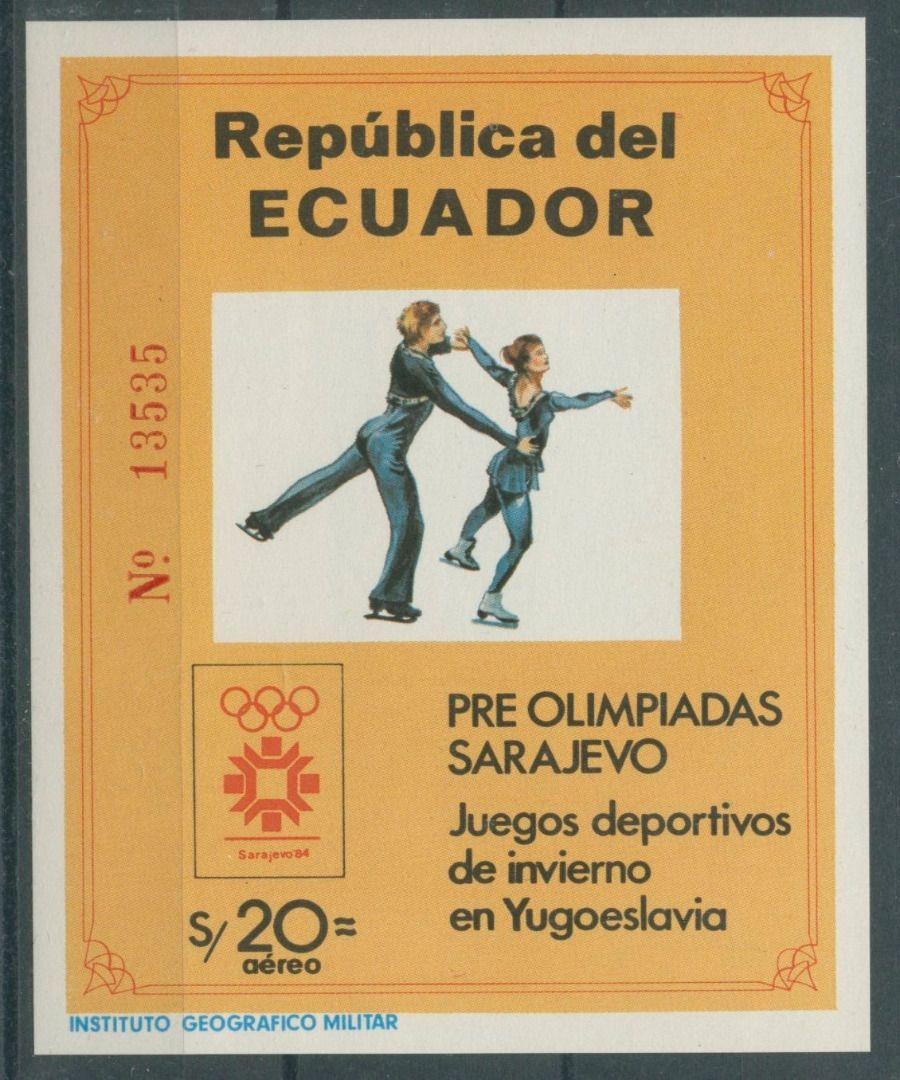 República del
ECUADOR
Nº 13535
Sarajevo'84
S/20=
aéreo
PRE OLIMPIADAS
SARAJEVO
Juegos deportivos
de invierno
en Yugoeslavia
INSTITUTO GEOGRAFICO MILITAR